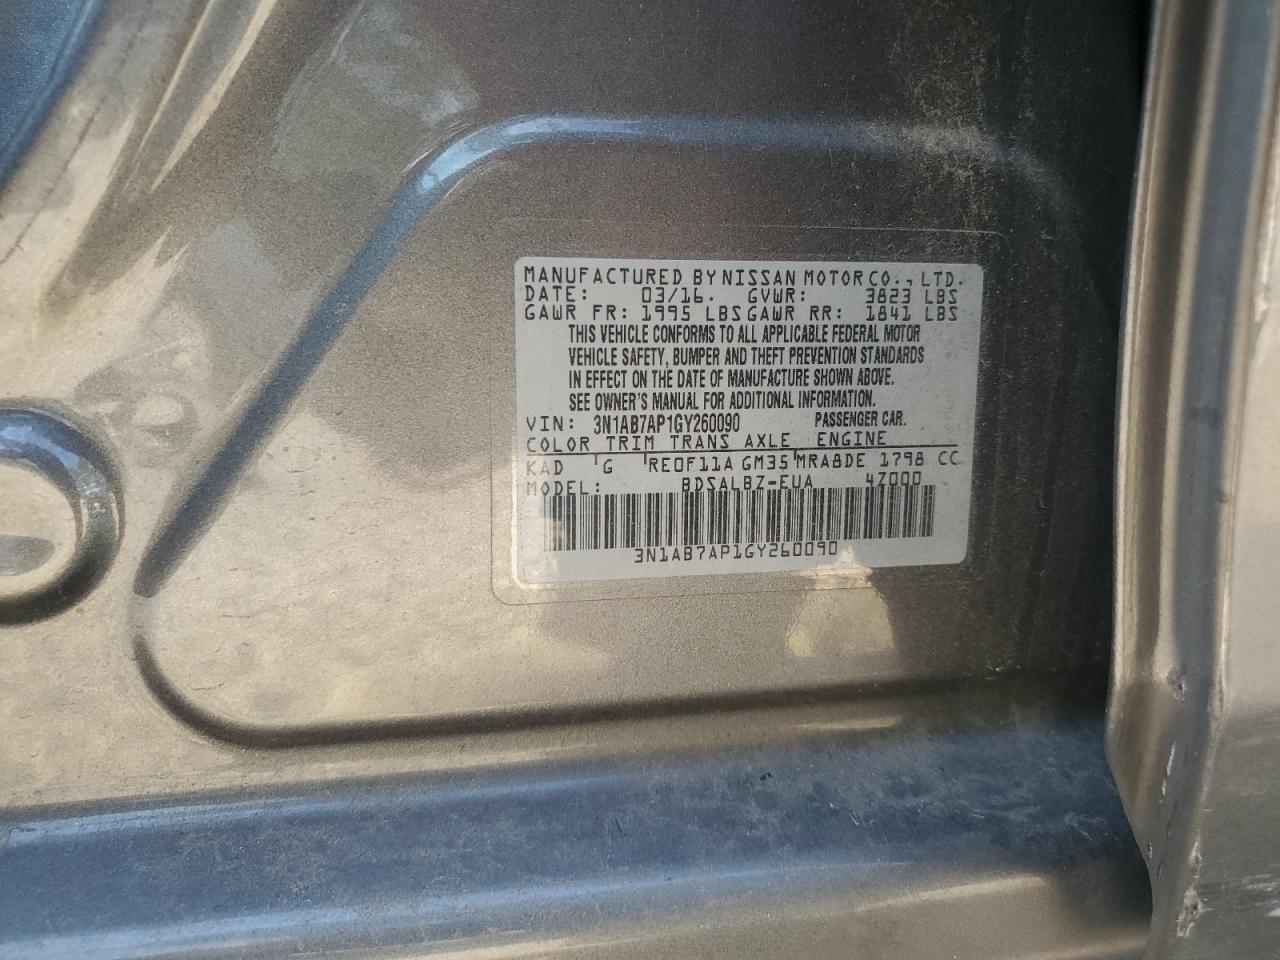 MANUFACTURED BY NISSAN MOTOR CO., LTD.
DATE: 03/16. GVWR: 3823 LBS
GAWR FR: 1995 LBS GAWR RR: 1841 LBS
THIS VEHICLE CONFORMS TO ALL APPLICABLE FEDERAL MOTOR
VEHICLE SAFETY, BUMPER AND THEFT PREVENTION STANDARDS
IN EFFECT ON THE DATE OF MANUFACTURE SHOWN ABOVE.
SEE OWNER'S MANUAL FOR ADDITIONAL INFORMATION.
VIN: 3N1AB7AP1GY260090 PASSENGER CAR.
COLOR TRIM TRANS AXLE ENGINE
KAD G RE0F11A GM35 MRA8DE 1798 CC
MODEL: BDSALBZ-EUA 4Z000
3N1AB7AP1GY260090